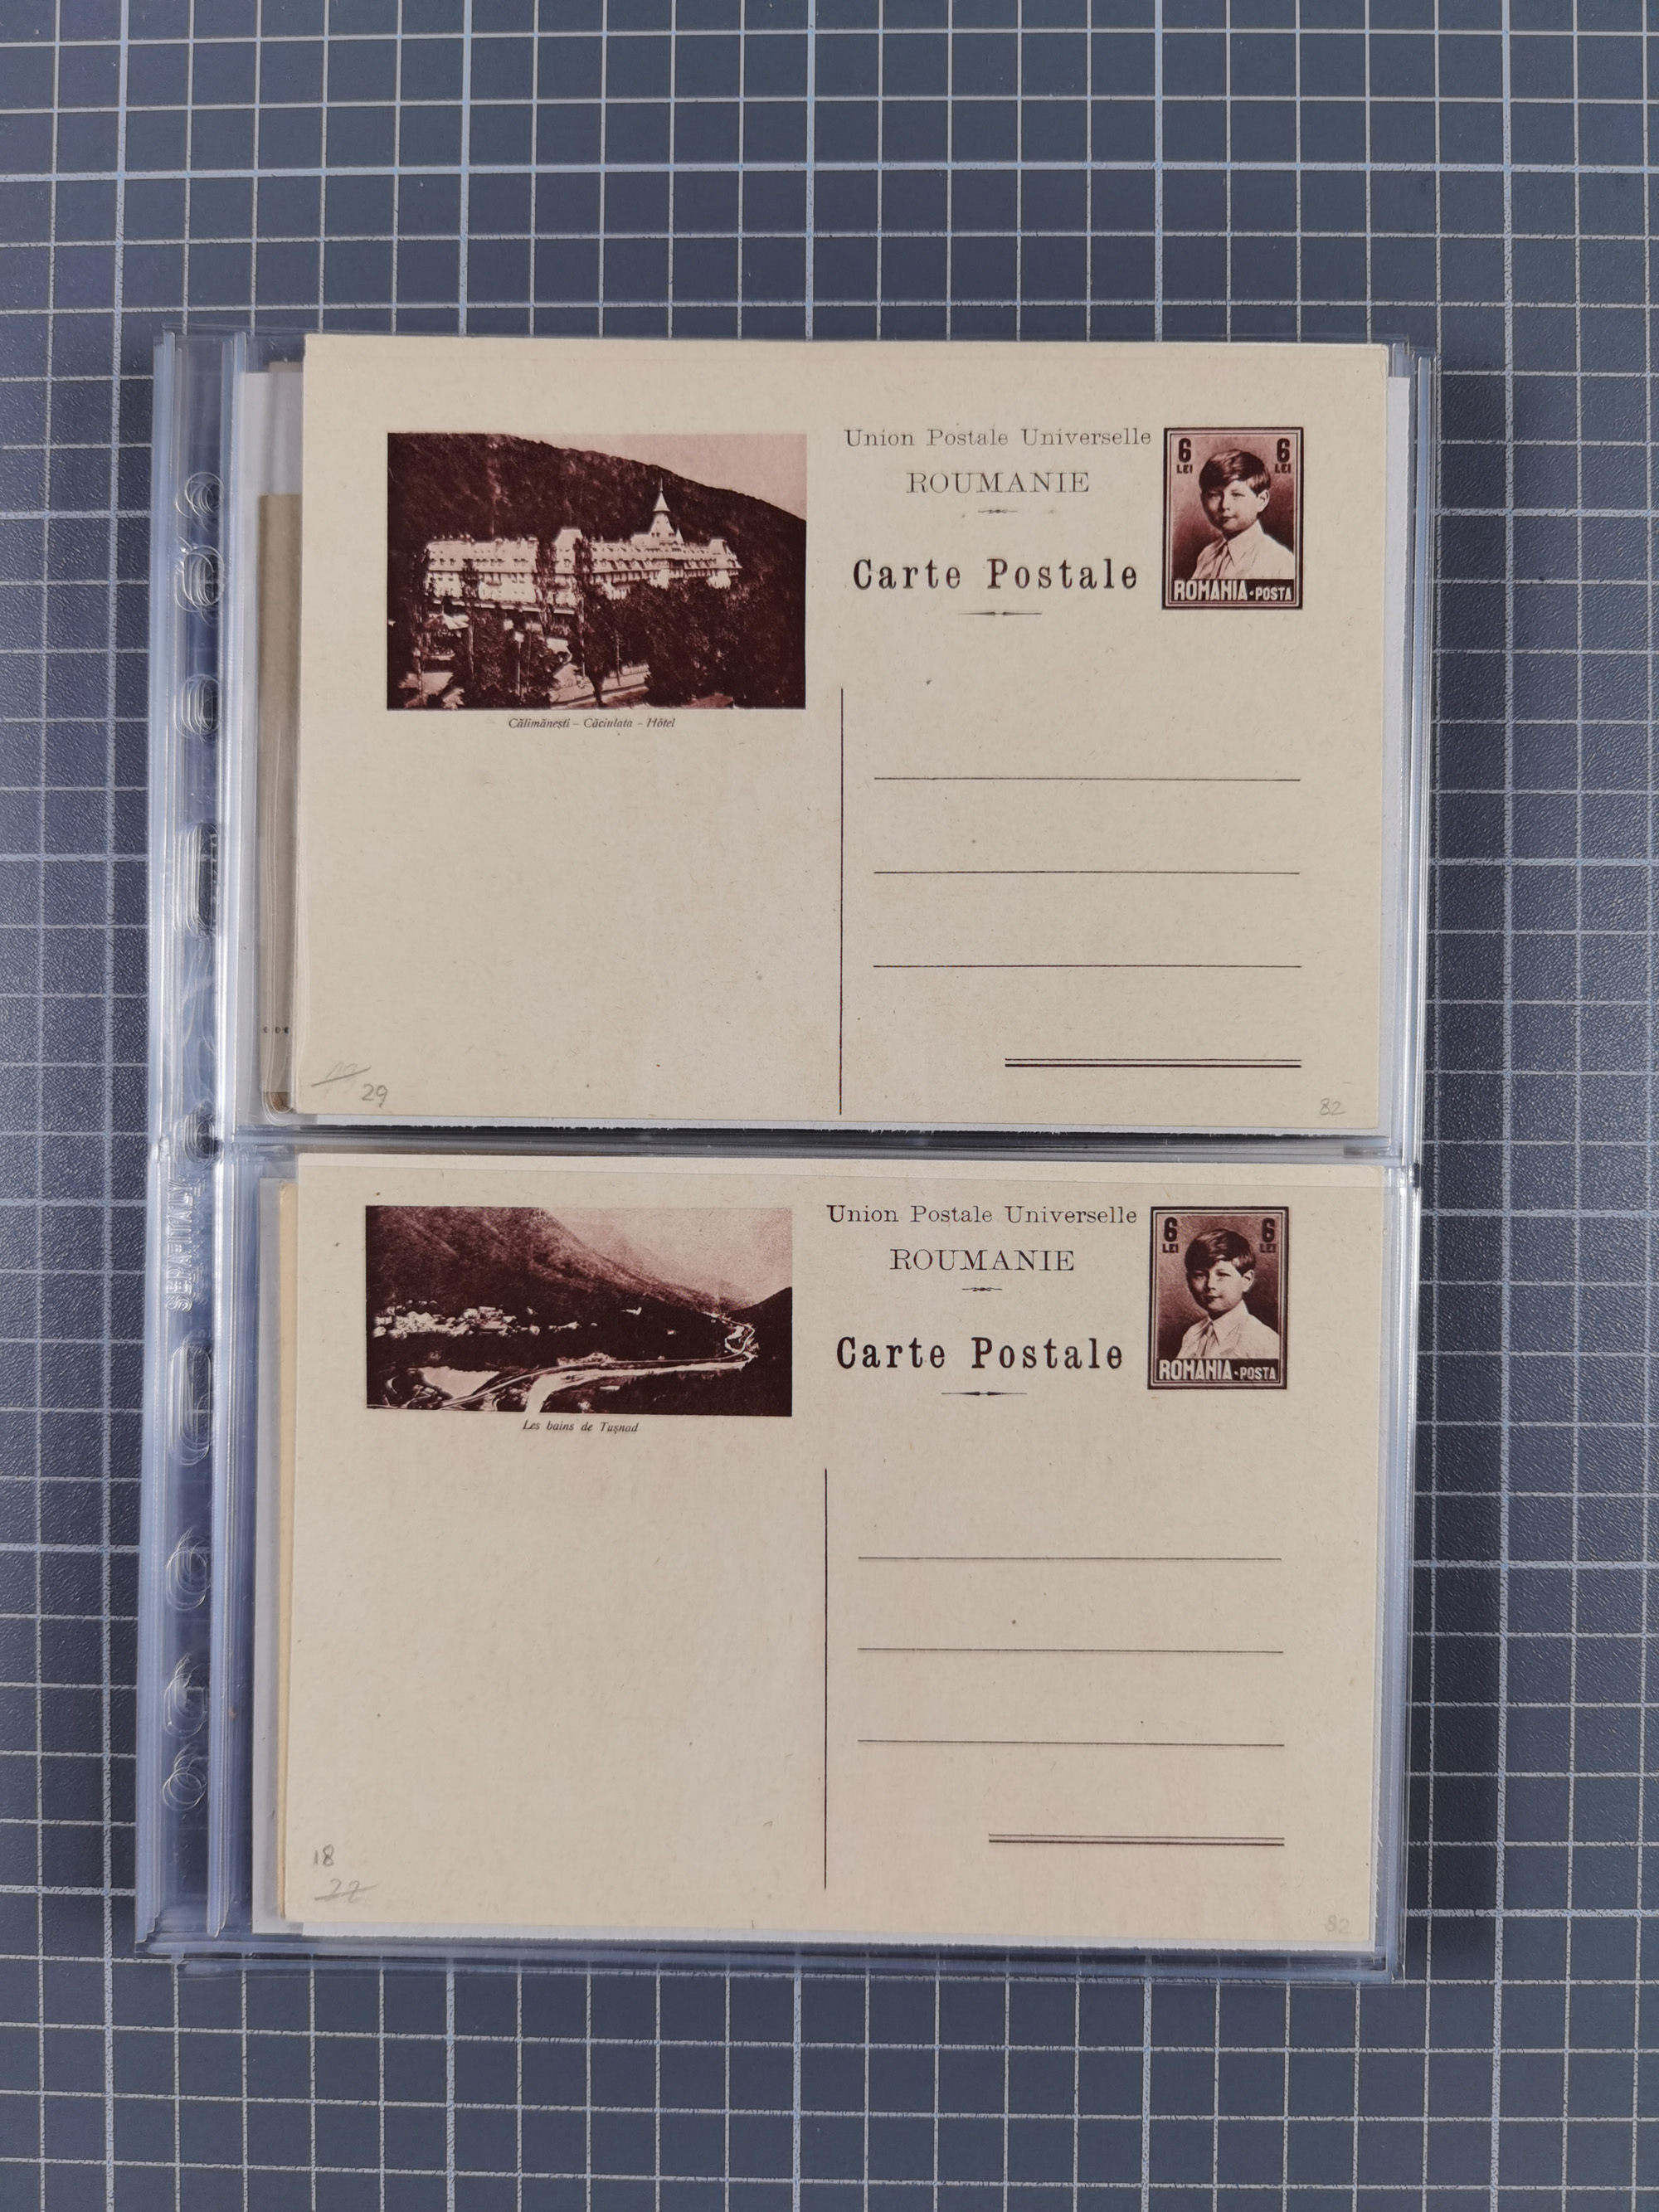 Union Postale Universelle
ROUMANIE
Carte Postale
6 6
LEI LEI
ROMANIA·POSTA
Călimănești – Căciulata – Hôtel
29
82
SERAFITALY
Union Postale Universelle
ROUMANIE
Carte Postale
6 6
LEI LEI
ROMANIA·POSTA
Les bains de Tușnad
18
22
82